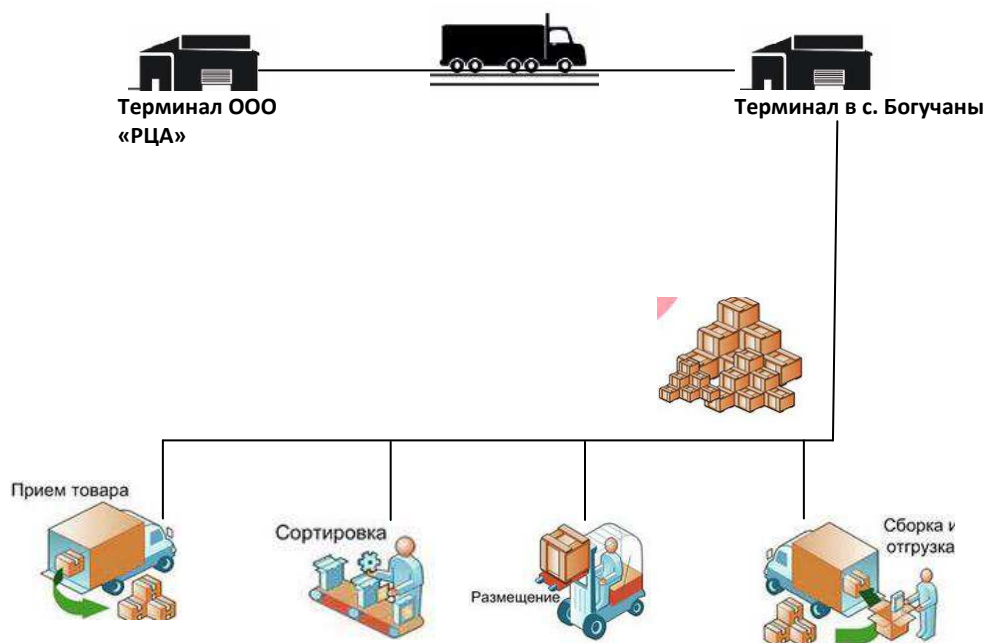 Терминал ООО
«РЦА»
Терминал в с. Богучаны
Прием товара
Сортировка
Размещение
Сборка и
отгрузка